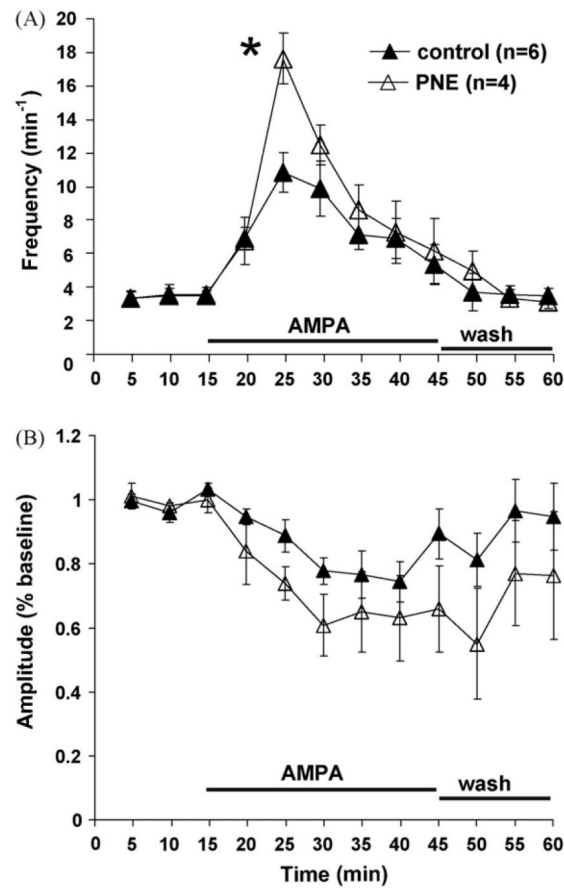 (A)
20
18
16
14
12
10
8
6
4
2
0
Frequency (min⁻¹)
*
control (n=6)
PNE (n=4)
AMPA
wash
0 5 10 15 20 25 30 35 40 45 50 55 60
(B)
1.2
1
0.8
0.6
0.4
0.2
0
Amplitude (% baseline)
AMPA
wash
0 5 10 15 20 25 30 35 40 45 50 55 60
Time (min)